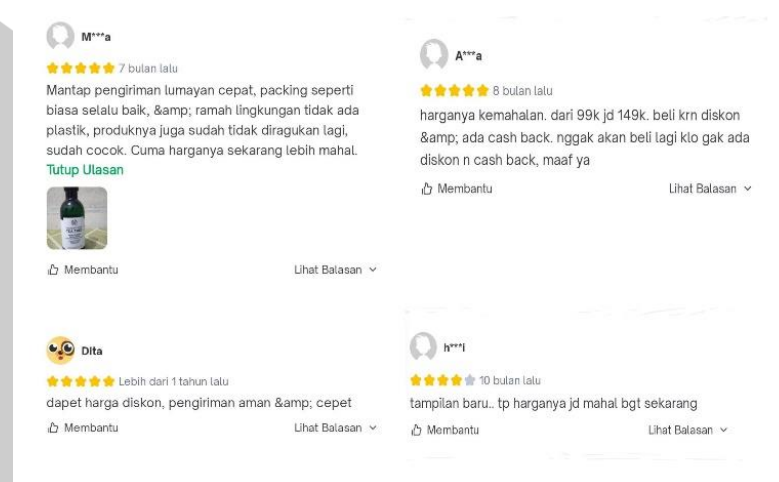 M***a
7 bulan lalu
Mantap pengiriman lumayan cepat, packing seperti
biasa selalu baik, &amp; ramah lingkungan tidak ada
plastik, produknya juga sudah tidak diragukan lagi,
sudah cocok. Cuma harganya sekarang lebih mahal.
Tutup Ulasan
Membantu
Lihat Balasan
A***a
8 bulan lalu
harganya kemahalan. dari 99k jd 149k. beli krn diskon
&amp; ada cash back. nggak akan beli lagi klo gak ada
diskon n cash back, maaf ya
Membantu
Lihat Balasan
Dita
Lebih dari 1 tahun lalu
dapet harga diskon, pengiriman aman &amp; cepet
Membantu
Lihat Balasan
h***i
10 bulan lalu
tampilan baru.. tp harganya jd mahal bgt sekarang
Membantu
Lihat Balasan